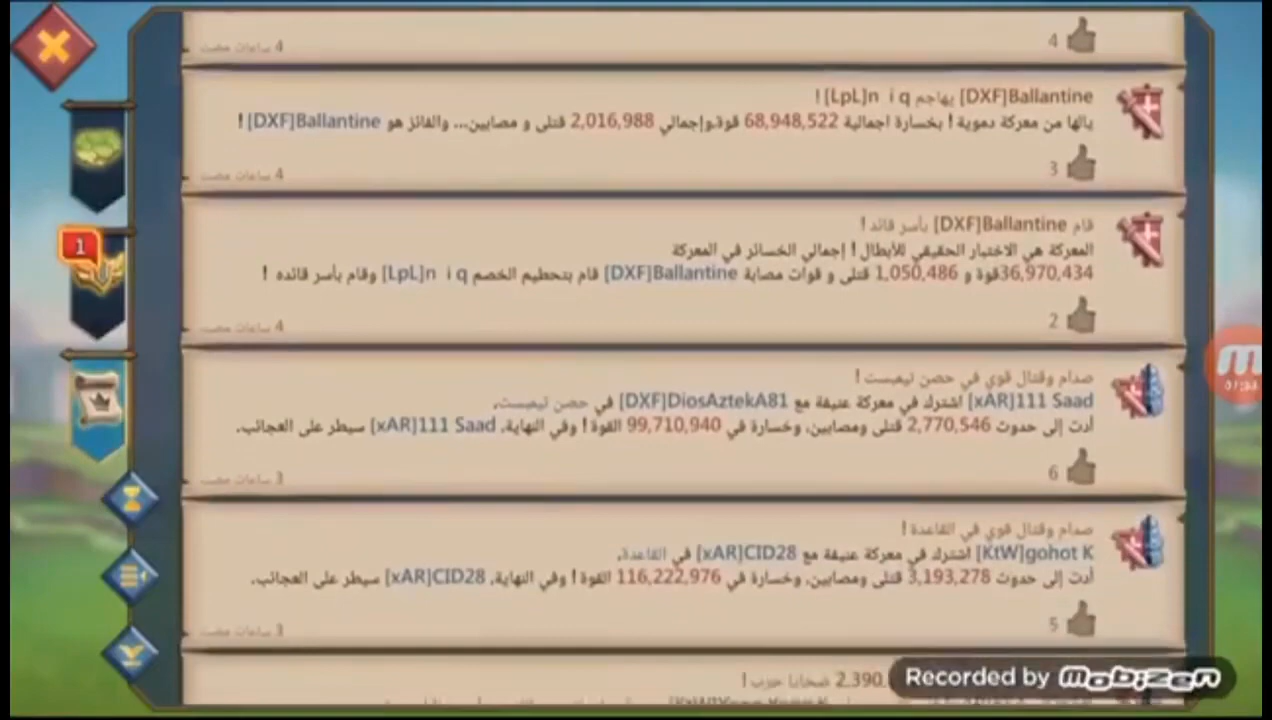 4 ساعات مضت
4
[DXF]Ballantine يهاجم [LpL]n i q !
يالها من معركة دموية ! بخسارة اجمالية 68,948,522 قوة.وإجمالي 2,016,988 قتلى و مصابين... والفائز هو [DXF]Ballantine !
3
4 ساعات مضت
قام [DXF]Ballantine بأسر قائد !
المعركة هي الاختبار الحقيقي للأبطال ! إجمالي الخسائر في المعركة
36,970,434قوة و 1,050,486 قتلى و قوات مصابة [DXF]Ballantine قام بتحطيم الخصم [LpL]n i q وقام بأسر قائده !
2
4 ساعات مضت
صدام وقتال قوي في حصن نيمبست !
[xAR]111 Saad اشترك في معركة عنيفة مع [DXF]DiosAztekA81 في حصن نيمبست.
أدت إلى حدوث 2,770,546 قتلى ومصابين، وخسارة في 99,710,940 القوة ! وفي النهاية، [xAR]111 Saad سيطر على العجائب.
6
3 ساعات مضت
صدام وقتال قوي في القاعدة !
[KtW]gohot K اشترك في معركة عنيفة مع [xAR]CID28 في القاعدة.
أدت إلى حدوث 3,193,278 قتلى ومصابين، وخسارة في 116,222,976 القوة ! وفي النهاية، [xAR]CID28 سيطر على العجائب.
5
3 ساعات مضت
2,390, ضحايا حرب !
1
Recorded by Mobizen